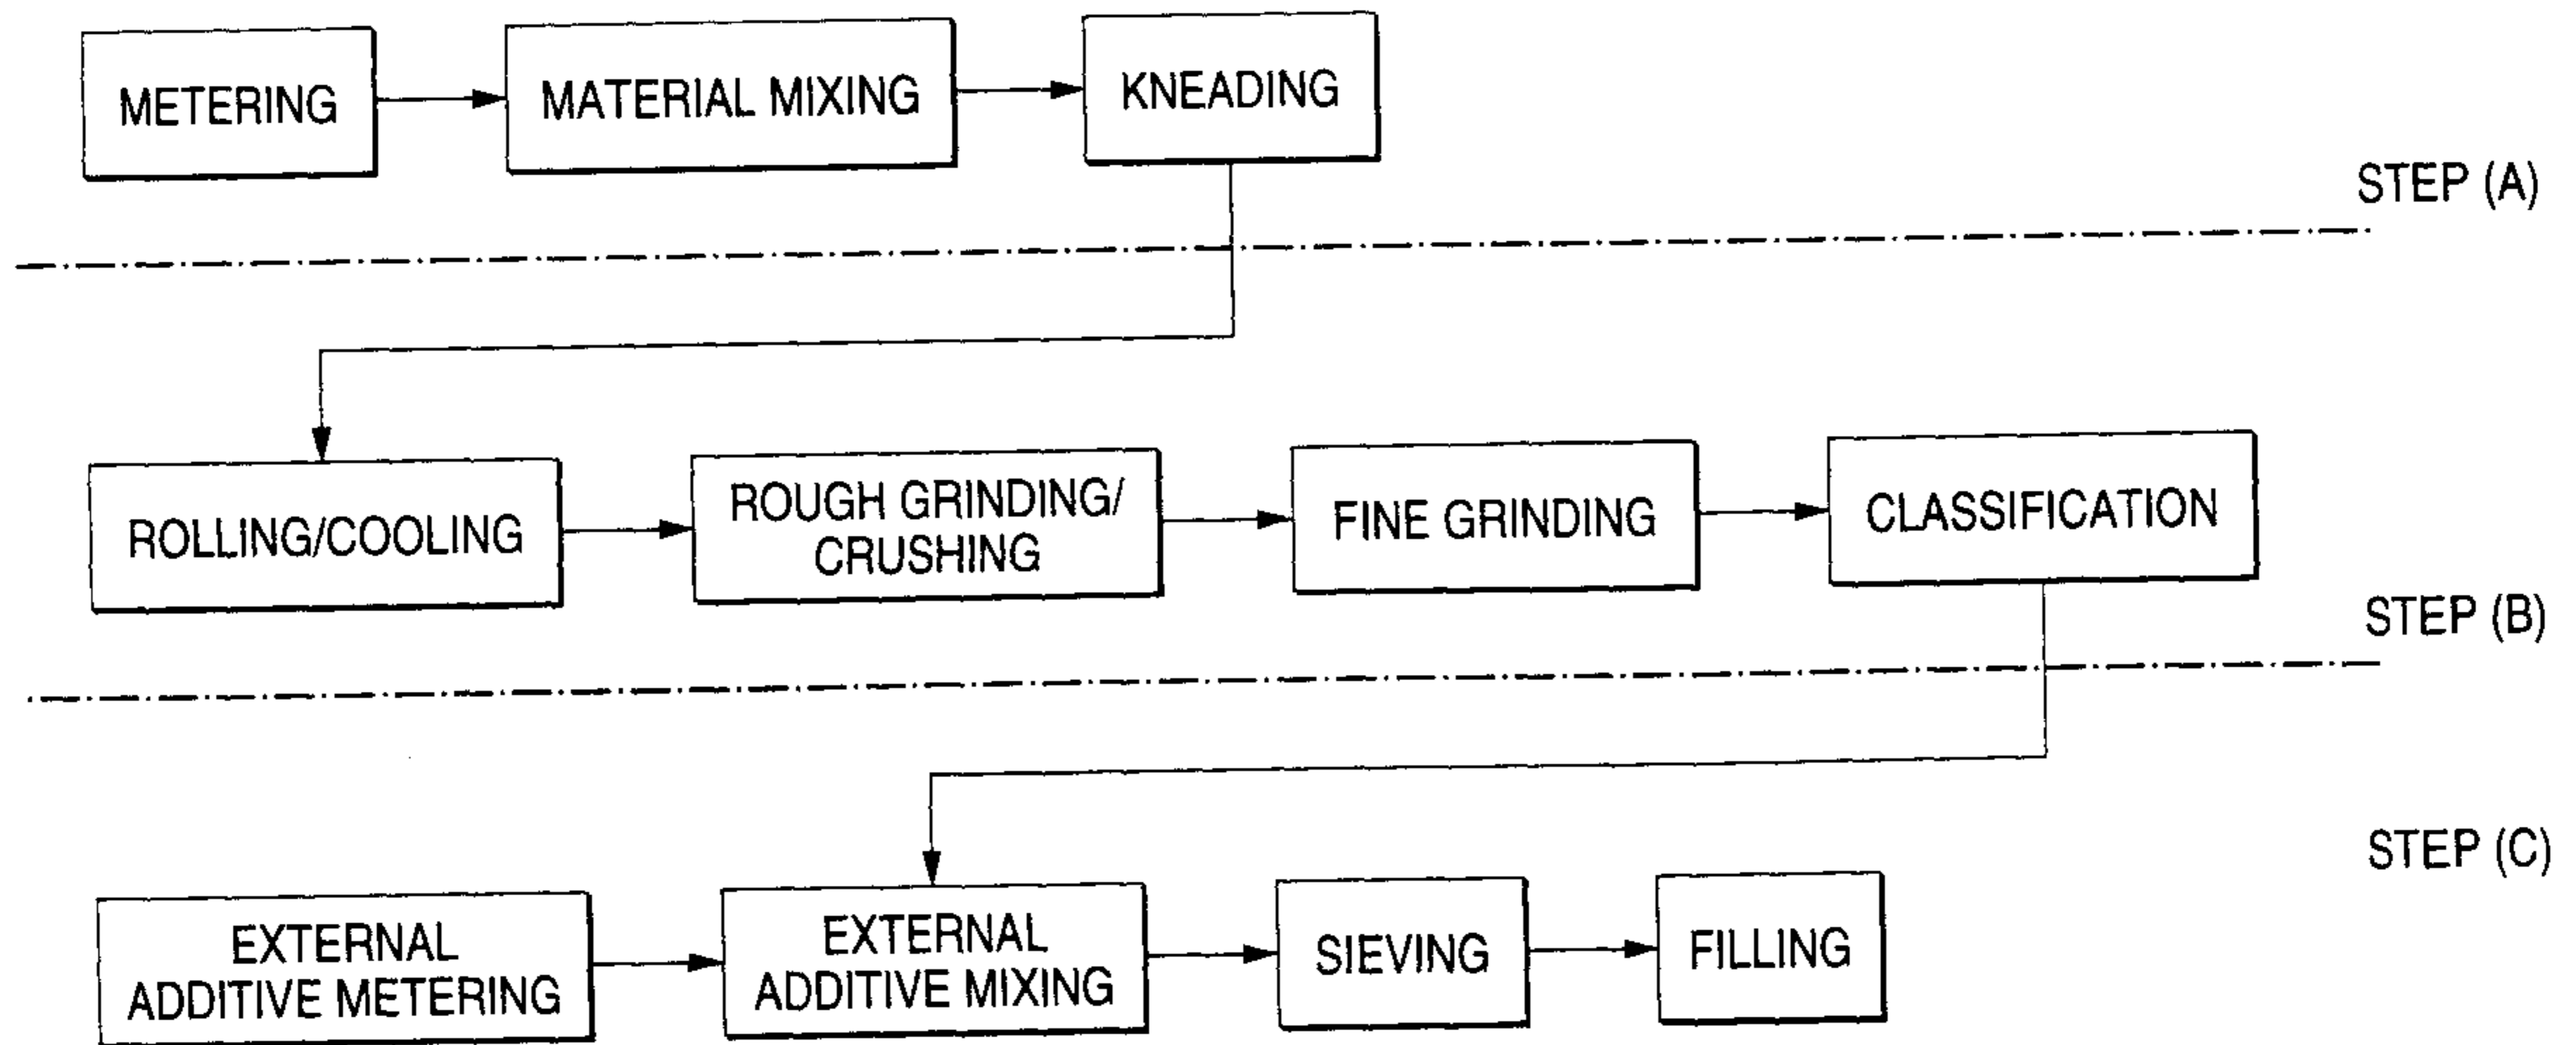 METERING
MATERIAL MIXING
KNEADING
STEP (A)
ROLLING/COOLING
ROUGH GRINDING/
CRUSHING
FINE GRINDING
CLASSIFICATION
STEP (B)
STEP (C)
EXTERNAL
ADDITIVE METERING
EXTERNAL
ADDITIVE MIXING
SIEVING
FILLING